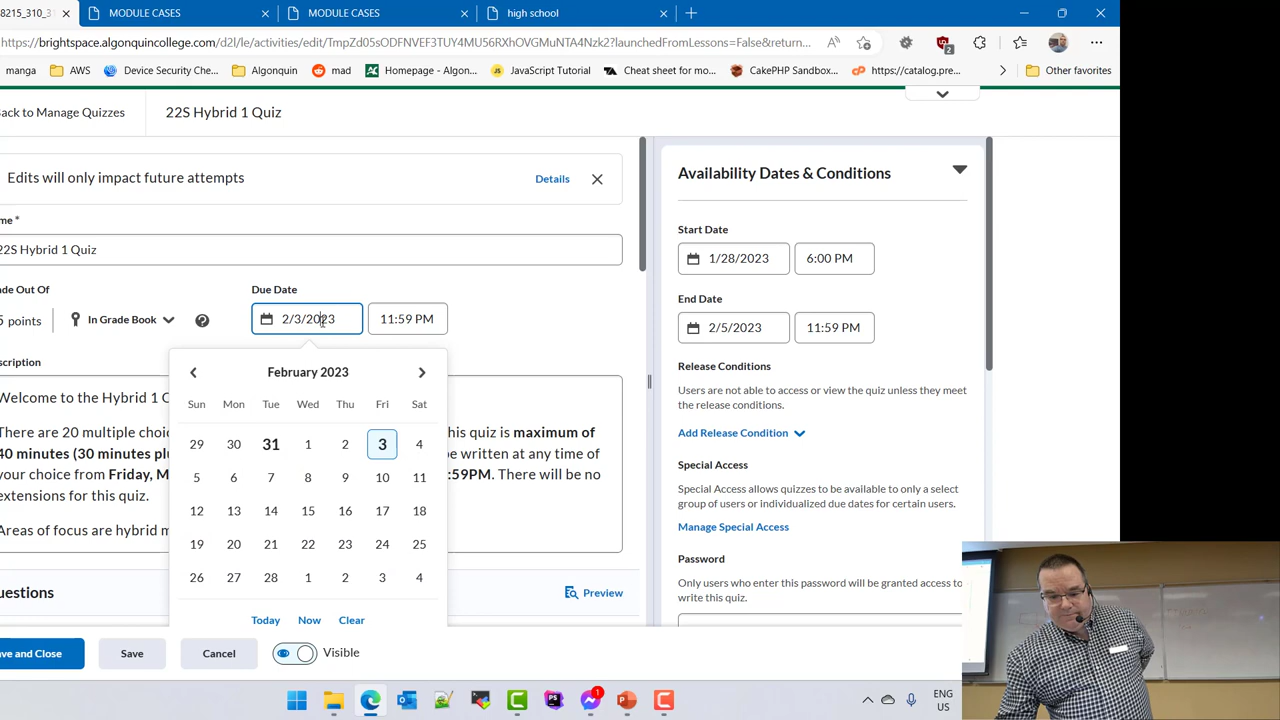 8215_310_31
MODULE CASES
MODULE CASES
high school
https://brightspace.algonquincollege.com/d2l/le/activities/edit/TmpZl05sODFNVEF3TUY4MU56RXhOVGMuNTA4Nzk2?launchedFromLessons=False&return...
2
manga
AWS
Device Security Che...
Algonquin
mad
Homepage - Algon...
JavaScript Tutorial
Cheat sheet for mo...
CakePHP Sandbox...
https://catalog.pre...
Other favorites
ack to Manage Quizzes
22S Hybrid 1 Quiz
Edits will only impact future attempts
Details
me *
22S Hybrid 1 Quiz
de Out Of
5 points
In Grade Book
Due Date
2/3/2023
11:59 PM
scription
Welcome to the Hybrid 1 Q
There are 20 multiple choic
his quiz is maximum of
40 minutes (30 minutes plu
e written at any time of
your choice from Friday, M
:59PM. There will be no
extensions for this quiz.
Areas of focus are hybrid m
February 2023
Sun Mon Tue Wed Thu Fri Sat
29 30 31 1 2 3 4
5 6 7 8 9 10 11
12 13 14 15 16 17 18
19 20 21 22 23 24 25
26 27 28 1 2 3 4
Today Now Clear
uestions
Preview
ve and Close
Save
Cancel
Visible
Availability Dates & Conditions
Start Date
1/28/2023
6:00 PM
End Date
2/5/2023
11:59 PM
Release Conditions
Users are not able to access or view the quiz unless they meet
the release conditions.
Add Release Condition
Special Access
Special Access allows quizzes to be available to only a select
group of users or individualized due dates for certain users.
Manage Special Access
Password
Only users who enter this password will be granted access to
write this quiz.
1
ENG
US